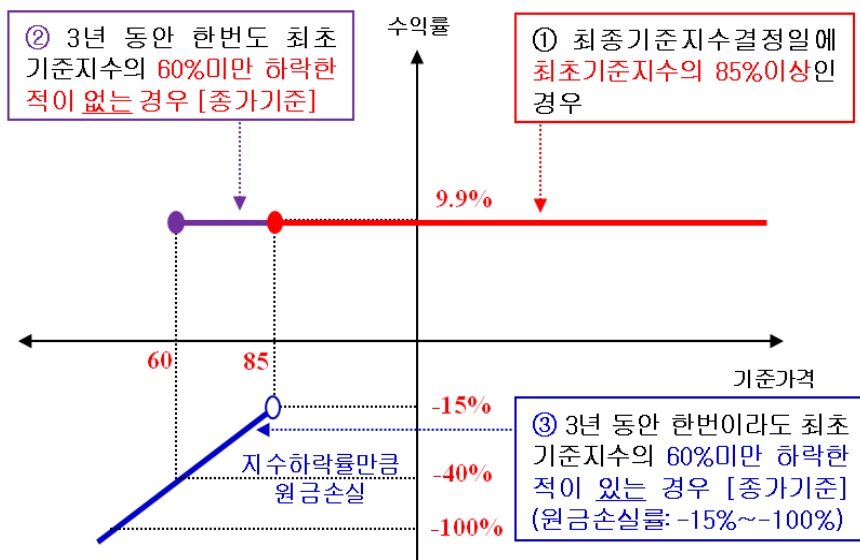 ② 3년 동안 한번도 최초
기준지수의 60%미만 하락한
적이 없는 경우 [종가기준]
수익률
① 최종기준지수결정일에
최초기준지수의 85%이상인
경우
9.9%
60
85
기준가격
-15%
-40%
-100%
지수하락률만큼
원금손실
③ 3년 동안 한번이라도 최초
기준지수의 60%미만 하락한
적이 있는 경우 [종가기준]
(원금손실률: -15%~-100%)